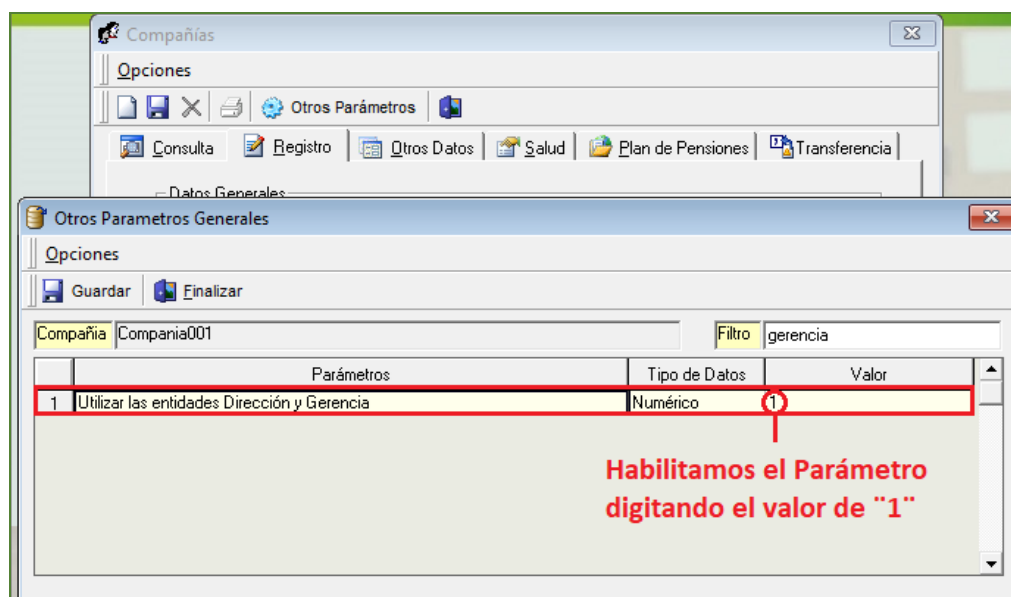 Compañías
Opciones
Otros Parámetros
Consulta Registro Otros Datos Salud Plan de Pensiones Transferencia
Datos Generales
Otros Parametros Generales
Opciones
Guardar Finalizar
Compañia Compania001 Filtro gerencia
Parámetros Tipo de Datos Valor
1 Utilizar las entidades Dirección y Gerencia Numérico 1
Habilitamos el Parámetro
digitando el valor de ¨1¨